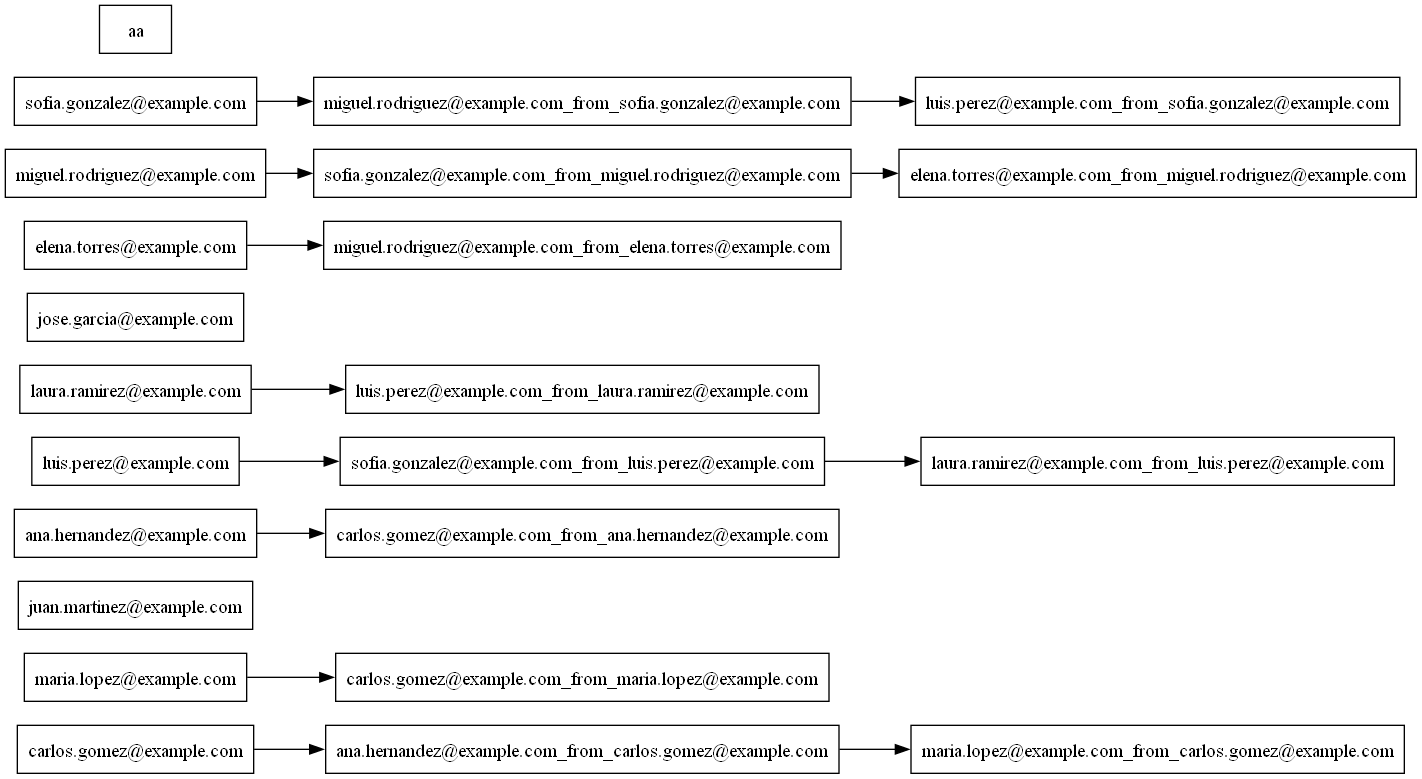 aa
sofia.gonzalez@example.com miguel.rodriguez@example.com_from_sofia.gonzalez@example.com luis.perez@example.com_from_sofia.gonzalez@example.com
miguel.rodriguez@example.com sofia.gonzalez@example.com_from_miguel.rodriguez@example.com elena.torres@example.com_from_miguel.rodriguez@example.com
elena.torres@example.com miguel.rodriguez@example.com_from_elena.torres@example.com
jose.garcia@example.com
laura.ramirez@example.com luis.perez@example.com_from_laura.ramirez@example.com
luis.perez@example.com sofia.gonzalez@example.com_from_luis.perez@example.com laura.ramirez@example.com_from_luis.perez@example.com
ana.hernandez@example.com carlos.gomez@example.com_from_ana.hernandez@example.com
juan.martinez@example.com
maria.lopez@example.com carlos.gomez@example.com_from_maria.lopez@example.com
carlos.gomez@example.com ana.hernandez@example.com_from_carlos.gomez@example.com maria.lopez@example.com_from_carlos.gomez@example.com